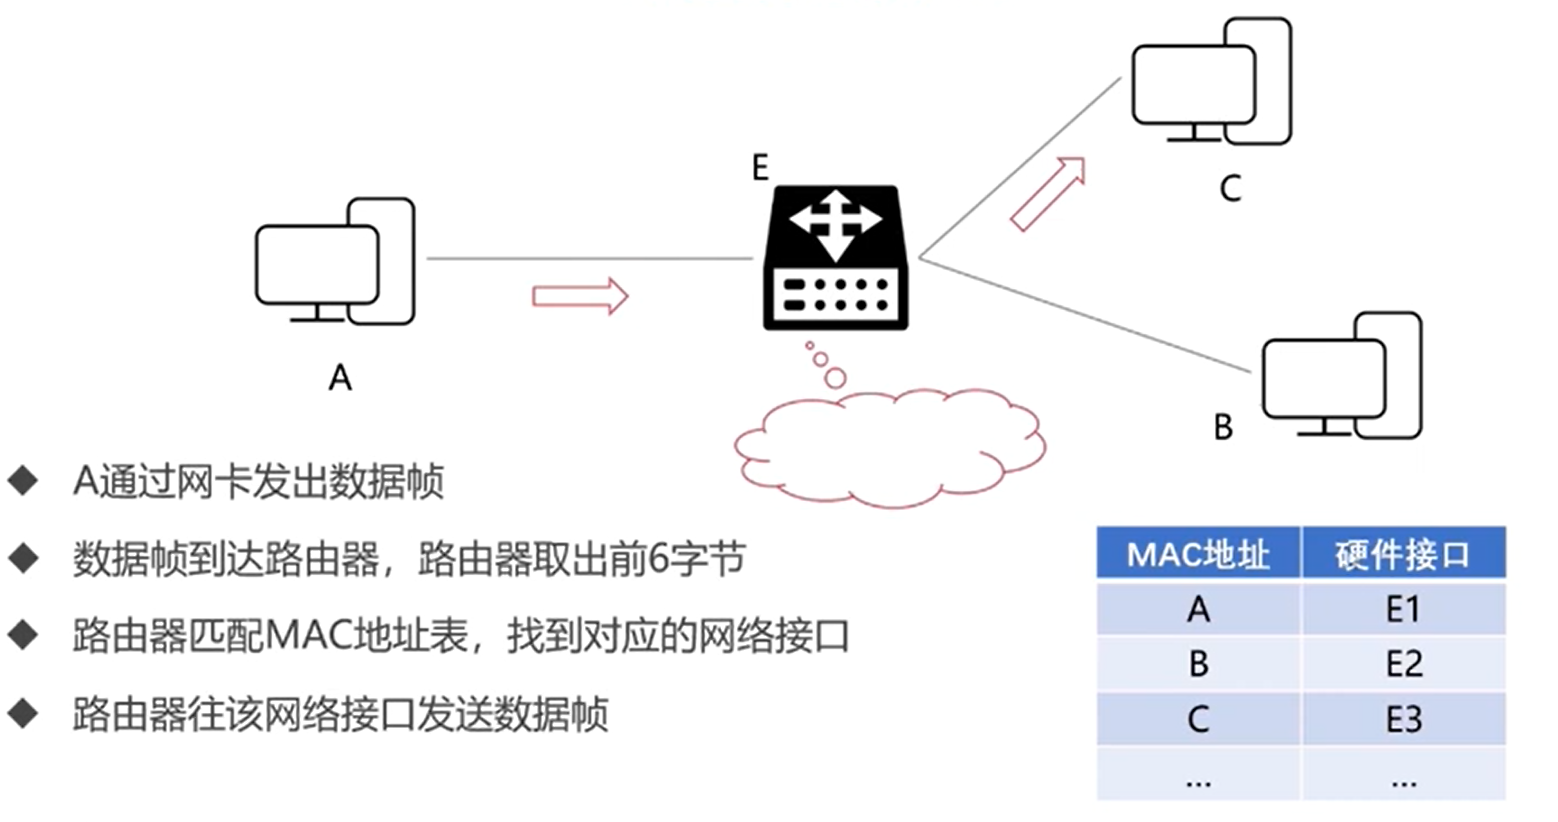 E
C
A
B
◆ A通过网卡发出数据帧
◆ 数据帧到达路由器，路由器取出前6字节
◆ 路由器匹配MAC地址表，找到对应的网络接口
◆ 路由器往该网络接口发送数据帧
MAC地址 硬件接口
A E1
B E2
C E3
... ...